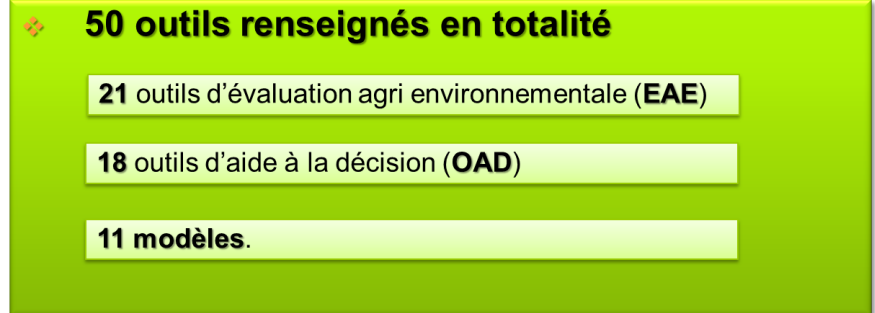 50 outils renseignés en totalité
21 outils d’évaluation agri environnementale (EAE)
18 outils d’aide à la décision (OAD)
11 modèles.